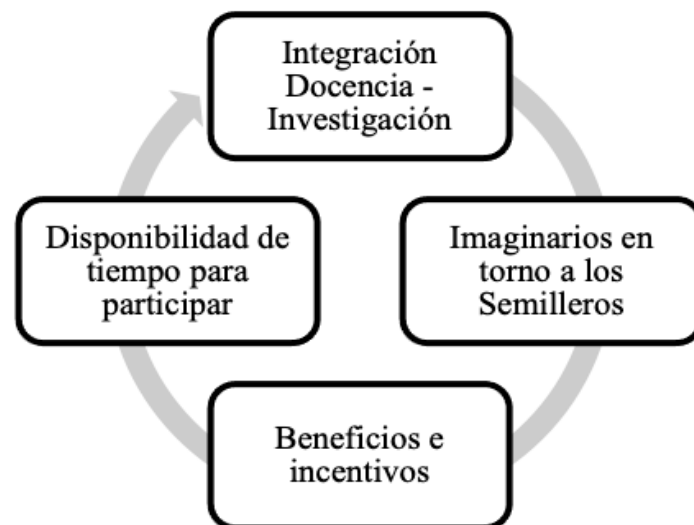 Integración
Docencia -
Investigación
Imaginarios en
torno a los
Semilleros
Beneficios e
incentivos
Disponibilidad de
tiempo para
participar